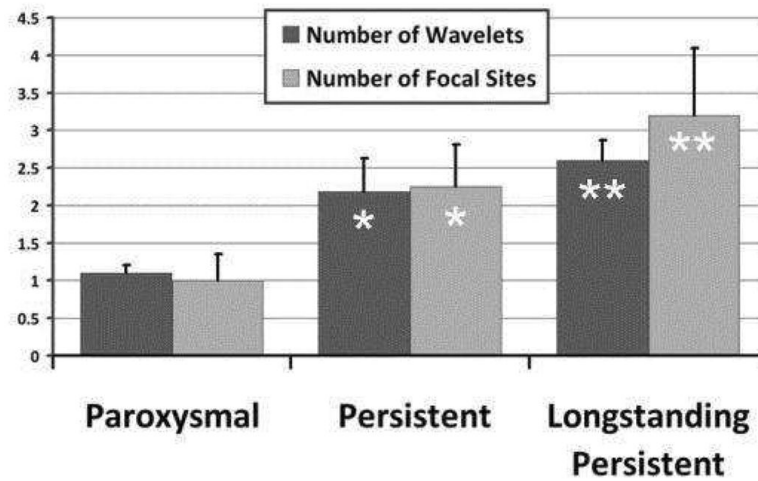 4.5
4
3.5
3
2.5
2
1.5
1
0.5
0
Number of Wavelets
Number of Focal Sites
*
*
**
**
Paroxysmal
Persistent
Longstanding
Persistent